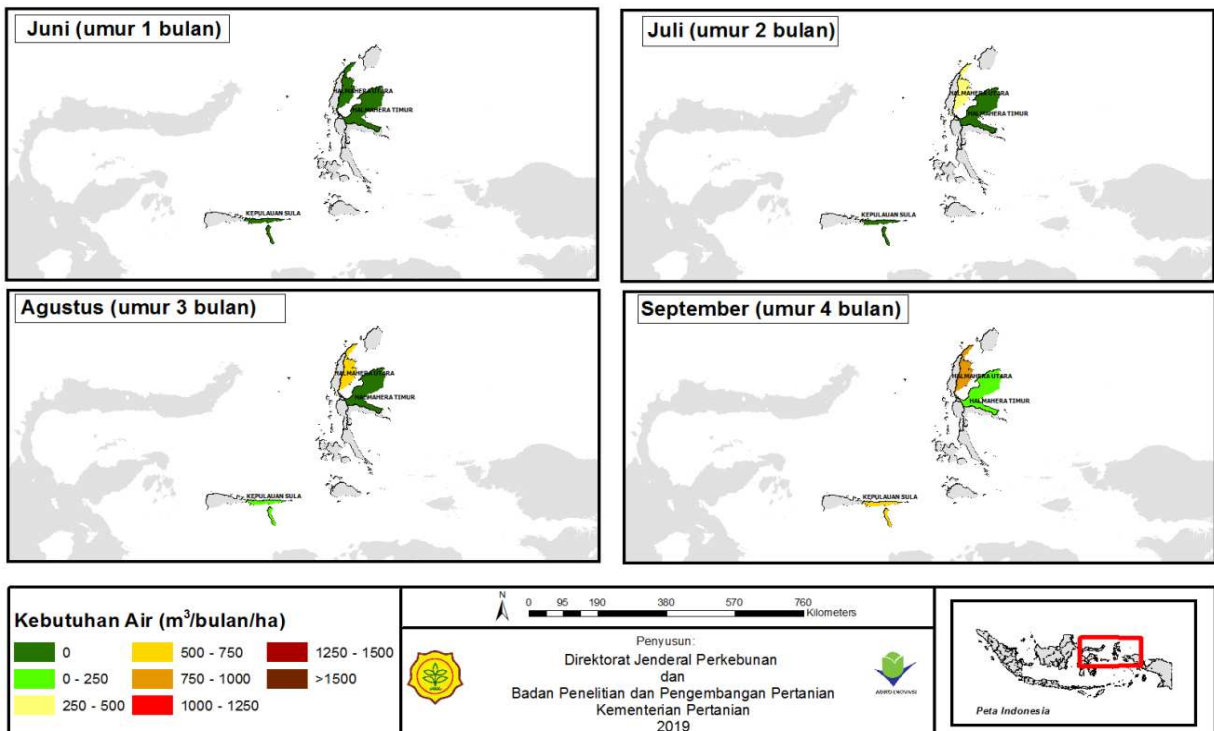 Juni (umur 1 bulan)
HALMAHERA UTARA
HALMAHERA TIMUR
KEPULAUAN SULA
Juli (umur 2 bulan)
HALMAHERA UTARA
HALMAHERA TIMUR
KEPULAUAN SULA
Agustus (umur 3 bulan)
HALMAHERA UTARA
HALMAHERA TIMUR
KEPULAUAN SULA
September (umur 4 bulan)
HALMAHERA UTARA
HALMAHERA TIMUR
KEPULAUAN SULA
Kebutuhan Air (m³/bulan/ha)
0
0 - 250
250 - 500
500 - 750
750 - 1000
1000 - 1250
1250 - 1500
>1500
N
0 95 190 380 570 760
Kilometers
Penyusun:
Direktorat Jenderal Perkebunan
dan
Badan Penelitian dan Pengembangan Pertanian
Kementerian Pertanian
2019
Peta Indonesia